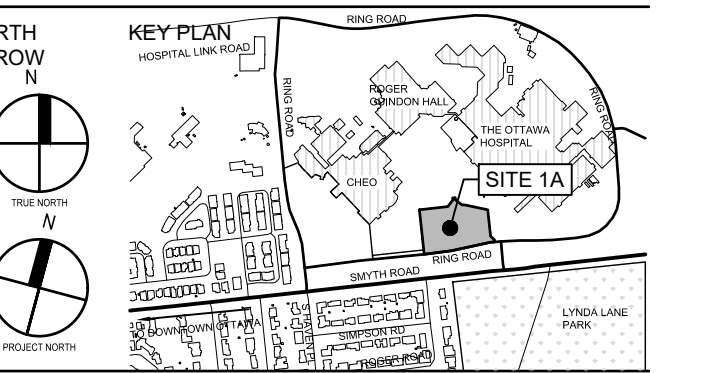 RTH
ROW
N
TRUE NORTH
N
PROJECT NORTH
KEY PLAN
RING ROAD
HOSPITAL LINK ROAD
RING ROAD
ROGER
GUINDON HALL
RING ROAD
THE OTTAWA
HOSPITAL
CHEO
SITE 1A
RING ROAD
SMYTH ROAD
TO DOWNTOWN OTTAWA
SIMPSON RD
ROGER ROAD
LYNDA LANE
PARK